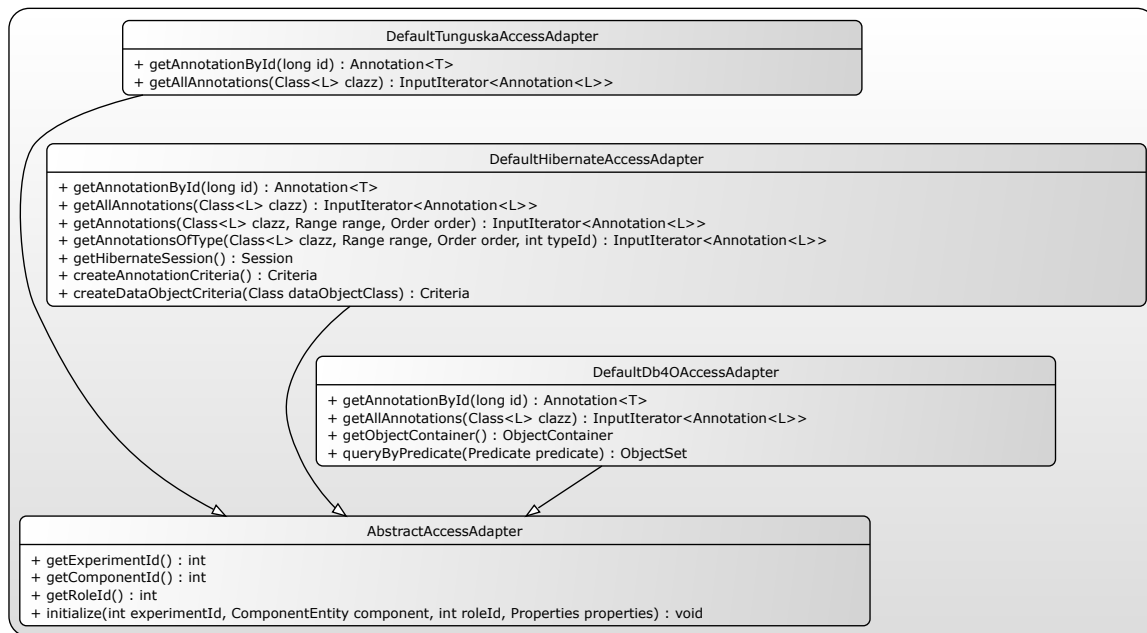 DefaultTunguskaAccessAdapter
+ getAnnotationById(long id) : Annotation<T>
+ getAllAnnotations(Class<L> clazz) : InputIterator<Annotation<L>>
DefaultHibernateAccessAdapter
+ getAnnotationById(long id) : Annotation<T>
+ getAllAnnotations(Class<L> clazz) : InputIterator<Annotation<L>>
+ getAnnotations(Class<L> clazz, Range range, Order order) : InputIterator<Annotation<L>>
+ getAnnotationsOfType(Class<L> clazz, Range range, Order order, int typeId) : InputIterator<Annotation<L>>
+ getHibernateSession() : Session
+ createAnnotationCriteria() : Criteria
+ createDataObjectCriteria(Class dataObjectClass) : Criteria
DefaultDb4OAccessAdapter
+ getAnnotationById(long id) : Annotation<T>
+ getAllAnnotations(Class<L> clazz) : InputIterator<Annotation<L>>
+ getObjectContainer() : ObjectContainer
+ queryByPredicate(Predicate predicate) : ObjectSet
AbstractAccessAdapter
+ getExperimentId() : int
+ getComponentId() : int
+ getRoleId() : int
+ initialize(int experimentId, ComponentEntity component, int roleId, Properties properties) : void